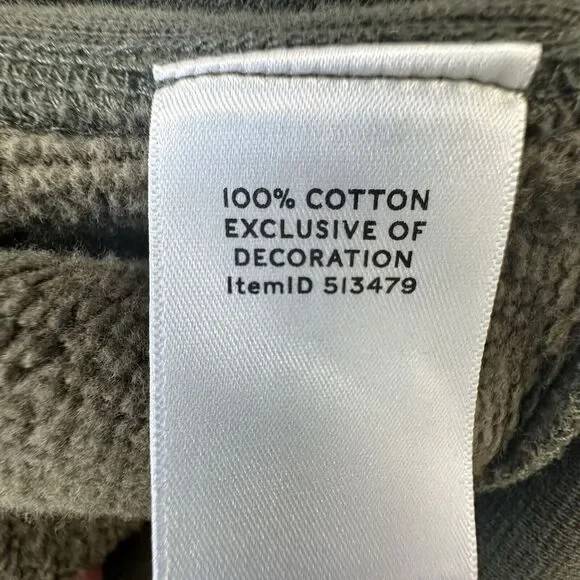 100% COTTON
EXCLUSIVE OF
DECORATION
ItemID 513479